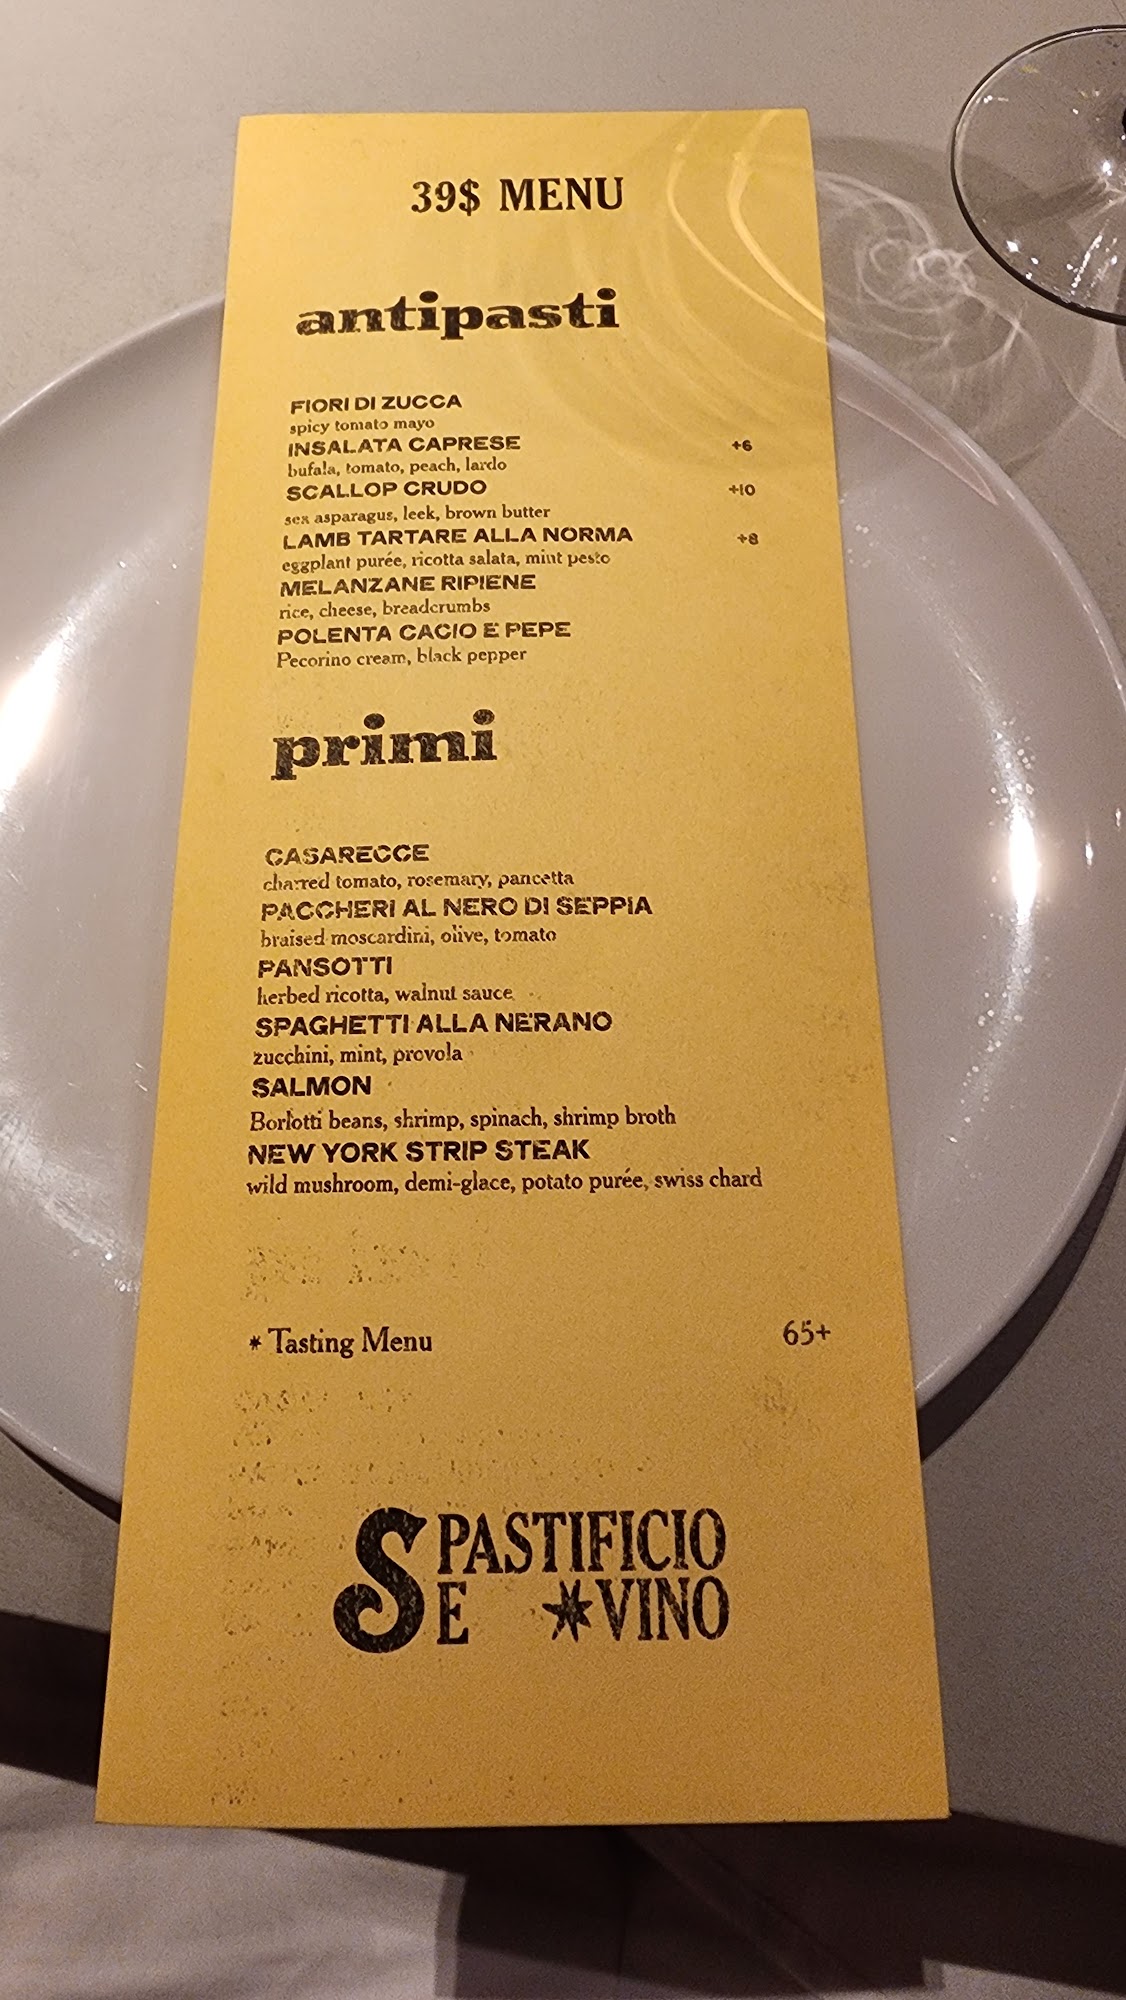 39$ MENU
antipasti
FIORI DI ZUCCA
spicy tomato mayo
INSALATA CAPRESE +6
bufala, tomato, peach, lardo
SCALLOP CRUDO +10
sea asparagus, leek, brown butter
LAMB TARTARE ALLA NORMA +8
eggplant purée, ricotta salata, mint pesto
MELANZANE RIPIENE
rice, cheese, breadcrumbs
POLENTA CACIO E PEPE
Pecorino cream, black pepper
primi
CASARECCE
charred tomato, rosemary, pancetta
PACCHERI AL NERO DI SEPPIA
braised moscardini, olive, tomato
PANSOTTI
herbed ricotta, walnut sauce
SPAGHETTI ALLA NERANO
zucchini, mint, provola
SALMON
Borlotti beans, shrimp, spinach, shrimp broth
NEW YORK STRIP STEAK
wild mushroom, demi-glace, potato purée, swiss chard
* Tasting Menu 65+
S PASTIFICIO
E VINO